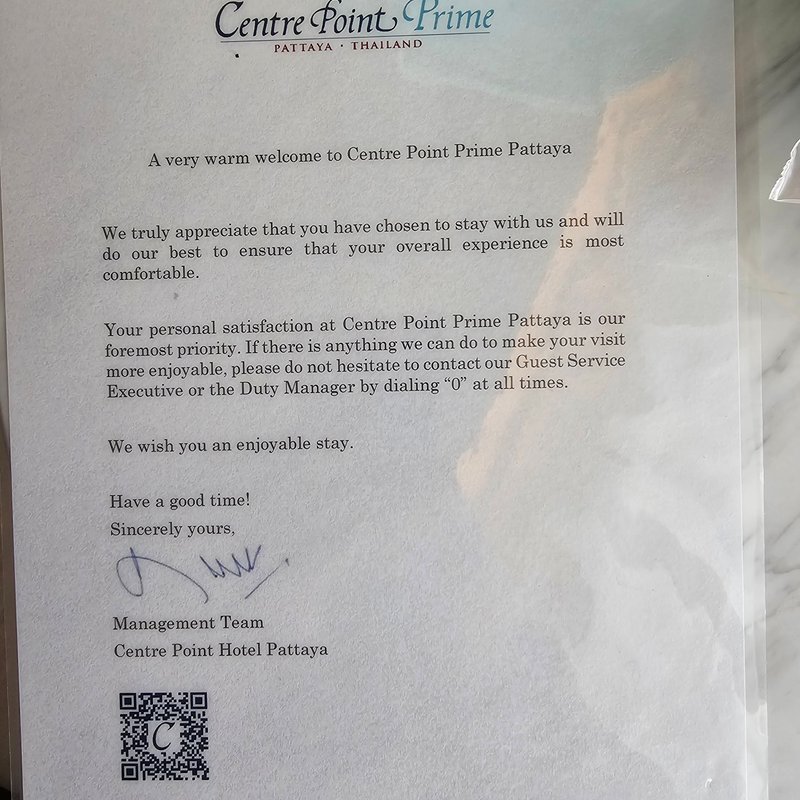 Centre Point Prime
PATTAYA · THAILAND
A very warm welcome to Centre Point Prime Pattaya
We truly appreciate that you have chosen to stay with us and will
do our best to ensure that your overall experience is most
comfortable.
Your personal satisfaction at Centre Point Prime Pattaya is our
foremost priority. If there is anything we can do to make your visit
more enjoyable, please do not hesitate to contact our Guest Service
Executive or the Duty Manager by dialing “0” at all times.
We wish you an enjoyable stay.
Have a good time!
Sincerely yours,
Management Team
Centre Point Hotel Pattaya
C